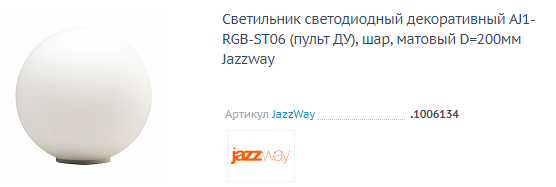 Светильник светодиодный декоративный AJ1-
RGB-ST06 (пульт ДУ), шар, матовый D=200мм
Jazzway
Артикул JazzWay .1006134
jazzway